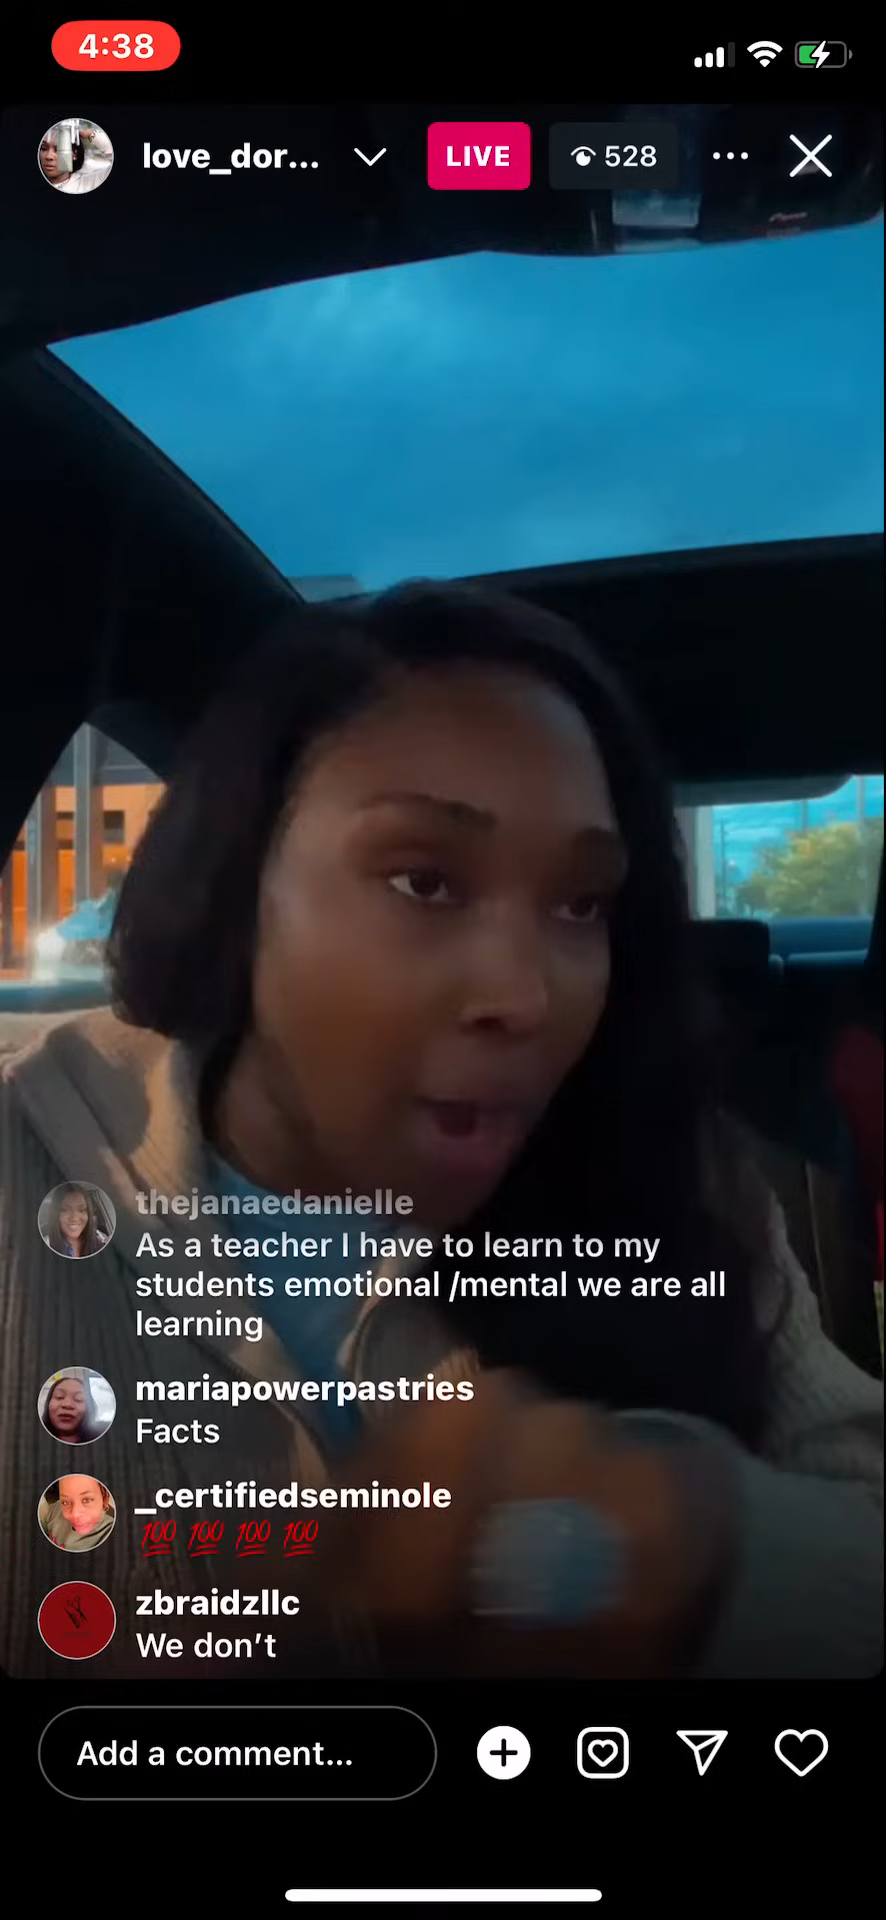 4:38
love_dor...
LIVE
528
thejanaedanielle
As a teacher I have to learn to my
students emotional /mental we are all
learning
mariapowerpastries
Facts
_certifiedseminole
💯 💯 💯 💯
zbraidzllc
We don’t
Add a comment...